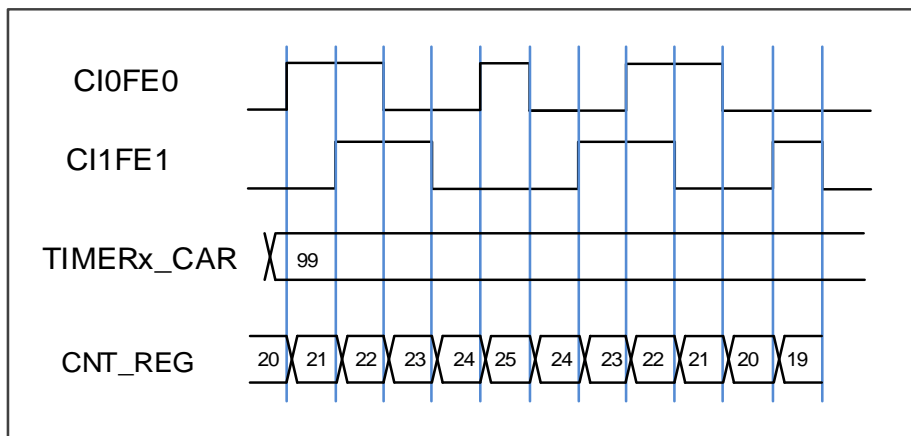 CI0FE0
CI1FE1
TIMERx_CAR 99
CNT_REG 20 21 22 23 24 25 24 23 22 21 20 19